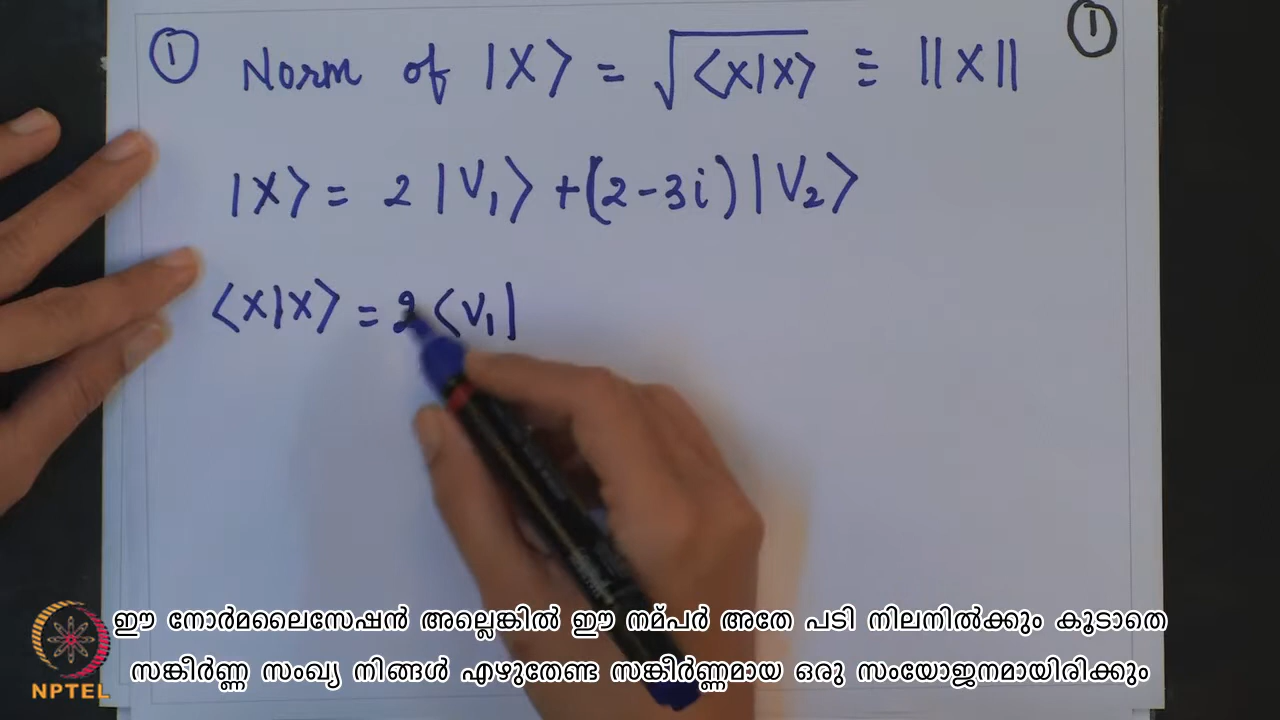 ① Norm of |X⟩ = √⟨X|X⟩ ≡ ||X|| ①
|X⟩ = 2 |V₁⟩ + (2-3i) |V₂⟩
⟨X|X⟩ = 2 ⟨V₁|
ഈ നോർമലൈസേഷൻ അല്ലെങ്കിൽ ഈ നമ്പർ അതേ പടി നിലനിൽക്കും കൂടാതെ
സങ്കീർണ്ണ സംഖ്യ നിങ്ങൾ എഴുതേണ്ട സങ്കീർണ്ണമായ ഒരു സംയോജനമായിരിക്കും
NPTEL